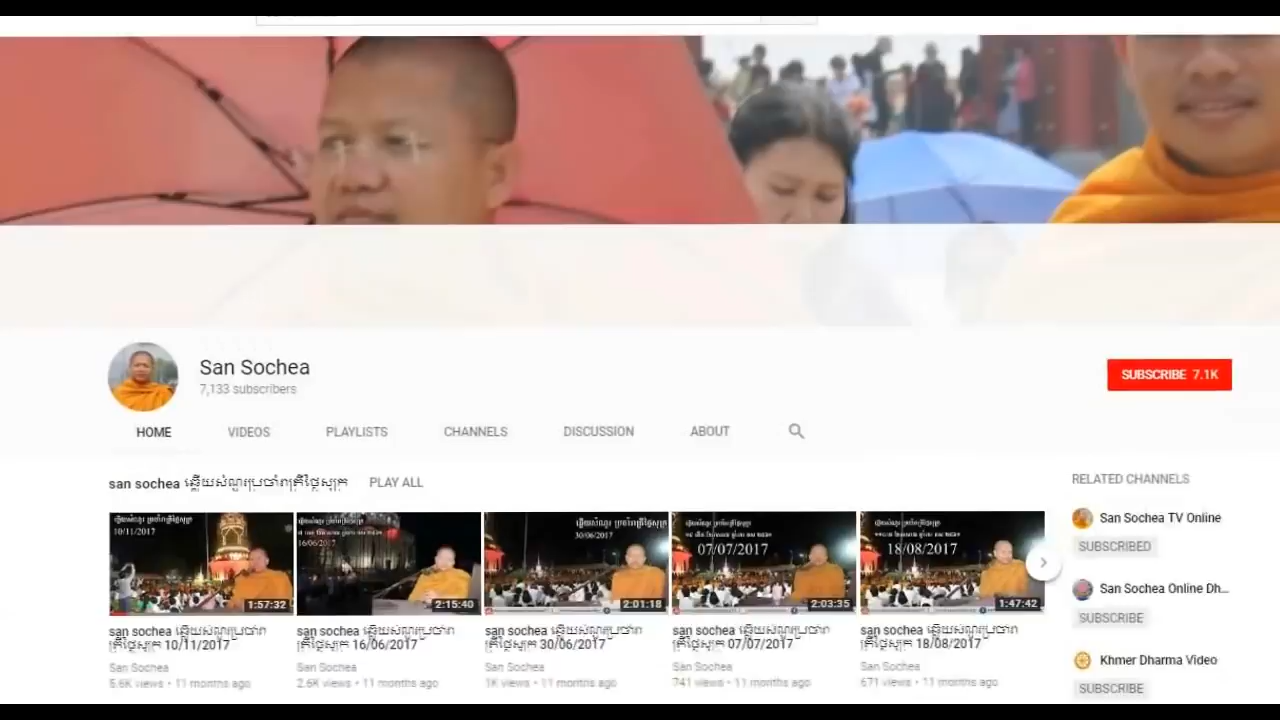 San Sochea
7,133 subscribers
SUBSCRIBE 7.1K
HOME VIDEOS PLAYLISTS CHANNELS DISCUSSION ABOUT
san sochea ឆ្លើយសំណួរប្រចាំរាត្រីថ្ងៃសុក្រ PLAY ALL
10/11/2017
1:57:32
16/06/2017
2:15:40
30/06/2017
2:01:18
07/07/2017
2:03:35
18/08/2017
1:47:42
san sochea ឆ្លើយសំណួរប្រចាំរា
ត្រីថ្ងៃសុក្រ 10/11/2017
San Sochea
5.6K views • 11 months ago
san sochea ឆ្លើយសំណួរប្រចាំរា
ត្រីថ្ងៃសុក្រ 16/06/2017
San Sochea
2.6K views • 11 months ago
san sochea ឆ្លើយសំណួរប្រចាំរា
ត្រីថ្ងៃសុក្រ 30/06/2017
San Sochea
1K views • 11 months ago
san sochea ឆ្លើយសំណួរប្រចាំរា
ត្រីថ្ងៃសុក្រ 07/07/2017
San Sochea
741 views • 11 months ago
san sochea ឆ្លើយសំណួរប្រចាំរា
ត្រីថ្ងៃសុក្រ 18/08/2017
San Sochea
671 views • 11 months ago
RELATED CHANNELS
San Sochea TV Online
SUBSCRIBED
San Sochea Online Dh...
SUBSCRIBE
Khmer Dharma Video
SUBSCRIBE